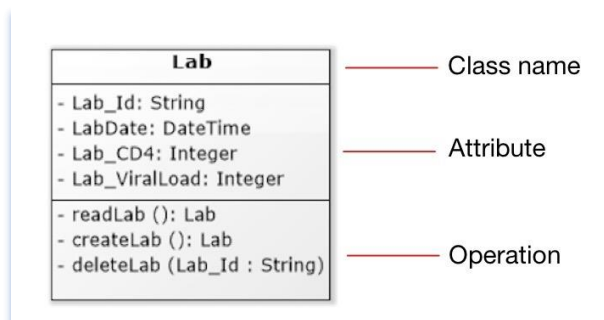 Lab
Class name
- Lab_Id: String
- LabDate: DateTime
- Lab_CD4: Integer
Attribute
- Lab_ViralLoad: Integer
- readLab (): Lab
- createLab (): Lab
- deleteLab (Lab_Id : String)
Operation